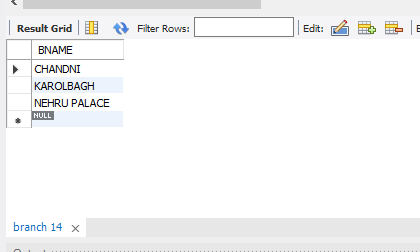 Result Grid Filter Rows: Edit:
BNAME
CHANDNI
KAROLBAGH
NEHRU PALACE
NULL
branch 14